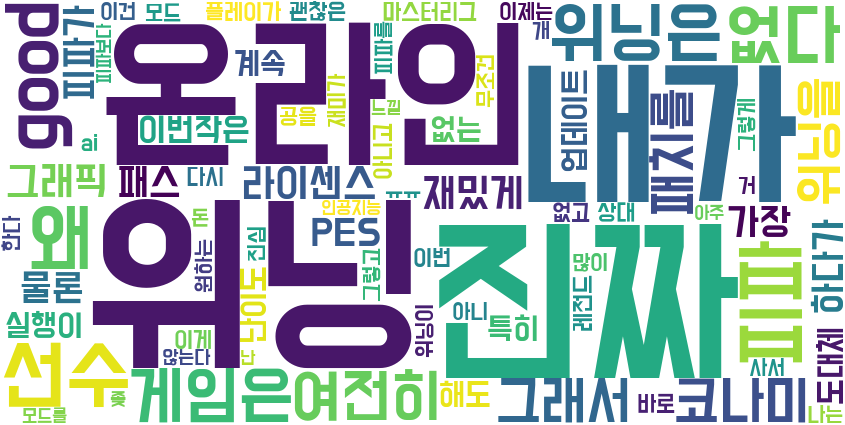 good
피파가
이건
모드
플레이가
괜찮은
마스터리그
이제는
개
위닝은
없다
피파보다
온라인
계속
피파를
무조건
느낌
내가
업데이트
그렇게
위닝을
ai
이번작은
공을
재미가
아니고
없는
패치를
그래픽
패스
다시
라이센스
ㅠㅠ
재밌게
거
한다
왜
돈
위닝
인공지능
PES
없고
상대
아주
가장
진짜
피파
하다가
물론
원하는
진심
난이도
그렇고
이번
많이
레전드
실행이
이게
않는다
난
위닝이
아니
특히
사서
도대체
선수
모드를
게임은
여전히
해도
그래서
바로
코나미
나는